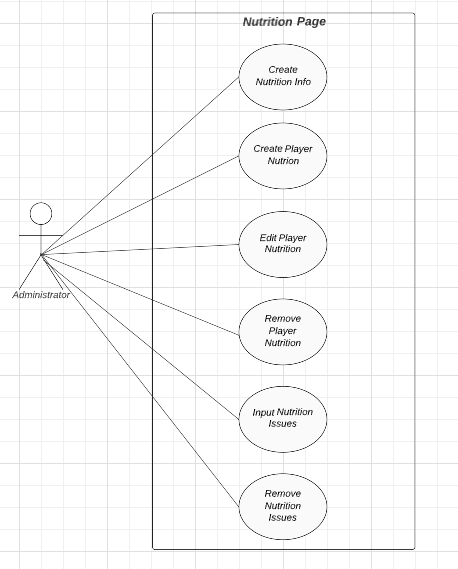 Nutrition Page
Create
Nutrition Info
Create Player
Nutrion
Edit Player
Nutrition
Administrator
Remove
Player
Nutrition
Input Nutrition
Issues
Remove
Nutrition
Issues